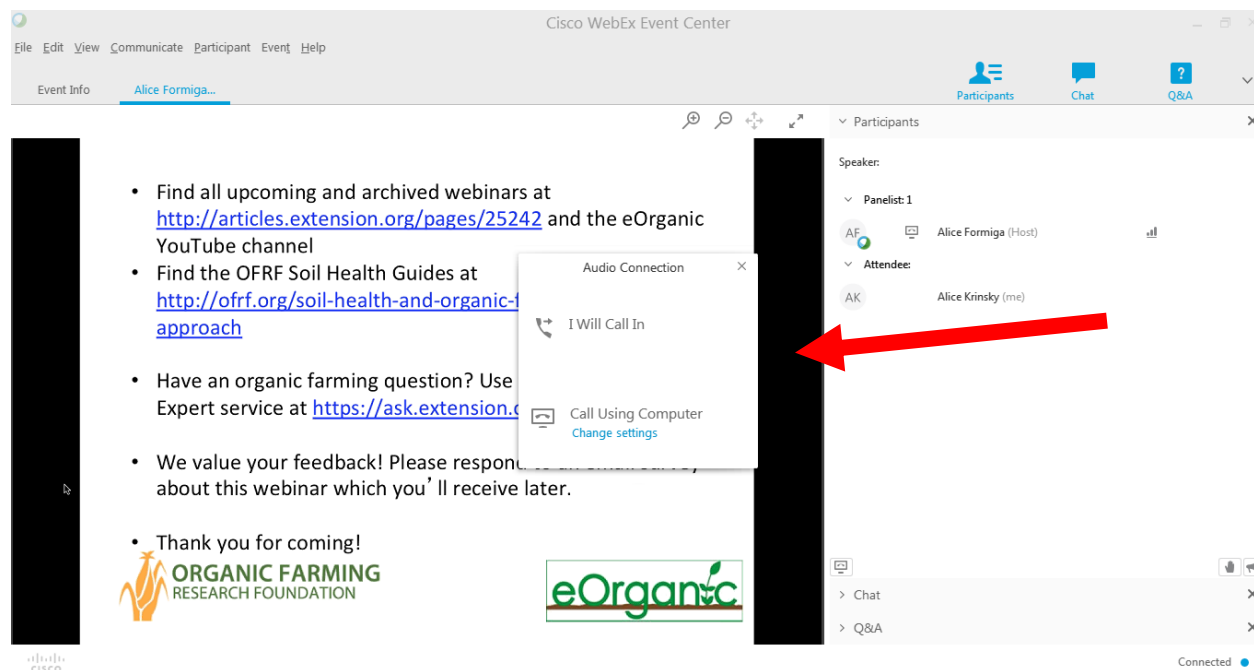 Cisco WebEx Event Center
File Edit View Communicate Participant Event Help
Event Info Alice Formiga...
Participants Chat ? Q&A
Participants
• Find all upcoming and archived webinars at
http://articles.extension.org/pages/25242 and the eOrganic
YouTube channel
• Find the OFRF Soil Health Guides at
http://ofrf.org/soil-health-and-organic-f
approach
• Have an organic farming question? Use
Expert service at https://ask.extension.
• We value your feedback! Please respon
about this webinar which you’ll receive later.
• Thank you for coming!
ORGANIC FARMING
RESEARCH FOUNDATION
eOrganic
Audio Connection
I Will Call In
Call Using Computer
Change settings
Speaker:
Panelist: 1
AF Alice Formiga (Host)
Attendee:
AK Alice Krinsky (me)
Chat
Q&A
CISCO
Connected